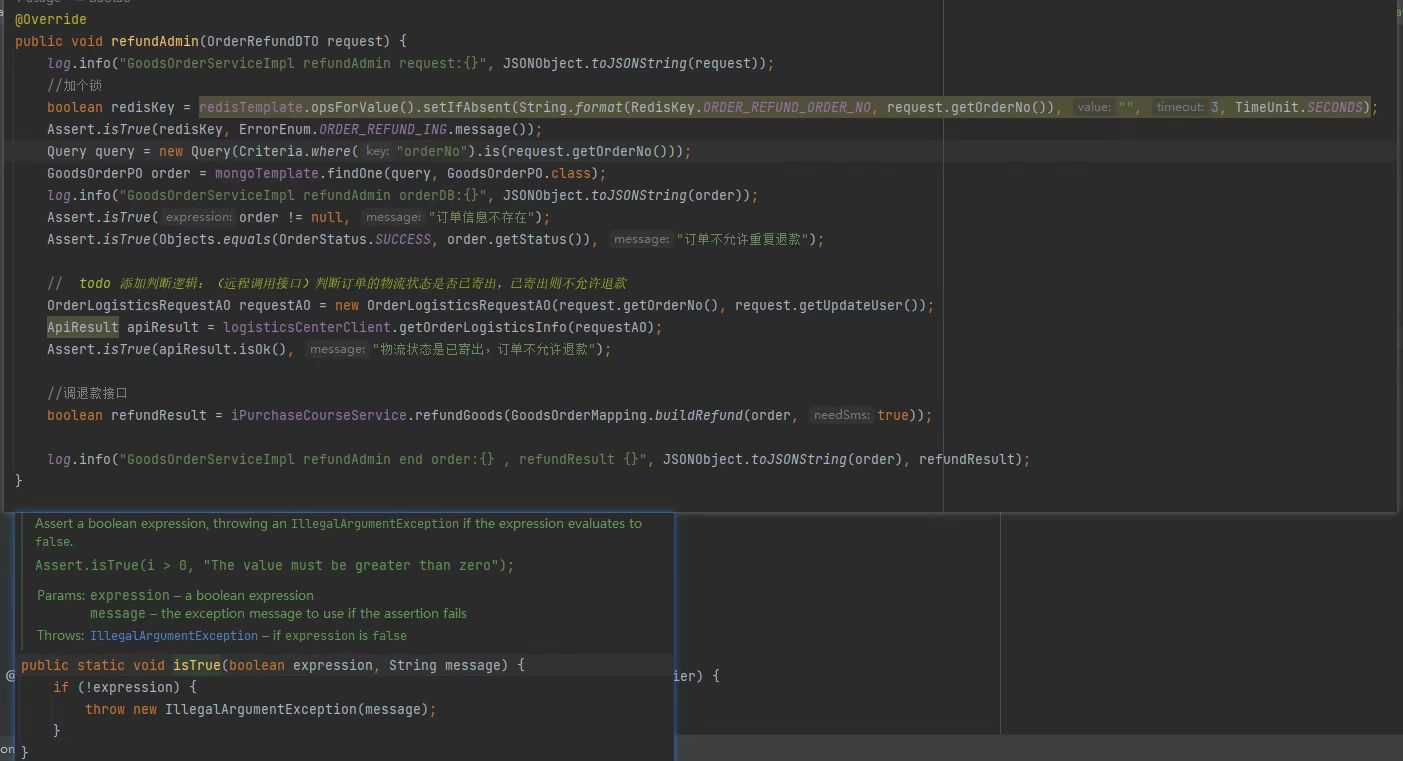 @Override
public void refundAdmin(OrderRefundDTO request) {
log.info("GoodsOrderServiceImpl refundAdmin request:{}", JSONObject.toJSONString(request));
//加个锁
boolean redisKey = redisTemplate.opsForValue().setIfAbsent(String.format(RedisKey.ORDER_REFUND_ORDER_NO, request.getOrderNo()), value: "", timeout: 3, TimeUnit.SECONDS);
Assert.isTrue(redisKey, ErrorEnum.ORDER_REFUND_ING.message());
Query query = new Query(Criteria.where( key: "orderNo").is(request.getOrderNo()));
GoodsOrderPO order = mongoTemplate.findOne(query, GoodsOrderPO.class);
log.info("GoodsOrderServiceImpl refundAdmin orderDB:{}", JSONObject.toJSONString(order));
Assert.isTrue( expression: order != null, message: "订单信息不存在");
Assert.isTrue(Objects.equals(OrderStatus.SUCCESS, order.getStatus()), message: "订单不允许重复退款");
// todo 添加判断逻辑：（远程调用接口）判断订单的物流状态是否已寄出，已寄出则不允许退款
OrderLogisticsRequestAO requestAO = new OrderLogisticsRequestAO(request.getOrderNo(), request.getUpdateUser());
ApiResult apiResult = logisticsCenterClient.getOrderLogisticsInfo(requestAO);
Assert.isTrue(apiResult.isOk(), message: "物流状态是已寄出，订单不允许退款");
//调退款接口
boolean refundResult = iPurchaseCourseService.refundGoods(GoodsOrderMapping.buildRefund(order, needSms: true));
log.info("GoodsOrderServiceImpl refundAdmin end order:{} , refundResult {}", JSONObject.toJSONString(order), refundResult);
}
Assert a boolean expression, throwing an IllegalArgumentException if the expression evaluates to
false.
Assert.isTrue(i > 0, "The value must be greater than zero");
Params: expression – a boolean expression
message – the exception message to use if the assertion fails
Throws: IllegalArgumentException – if expression is false
public static void isTrue(boolean expression, String message) {
@ ier) {
if (!expression) {
throw new IllegalArgumentException(message);
}
on }